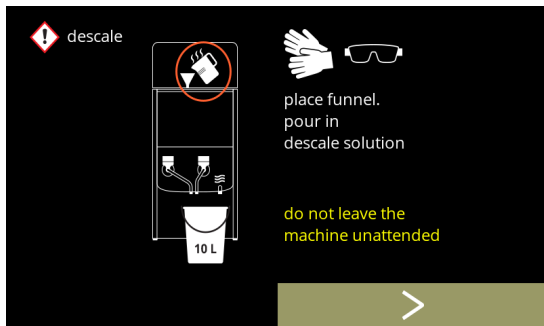 descale
place funnel.
pour in
descale solution
do not leave the
machine unattended
10 L